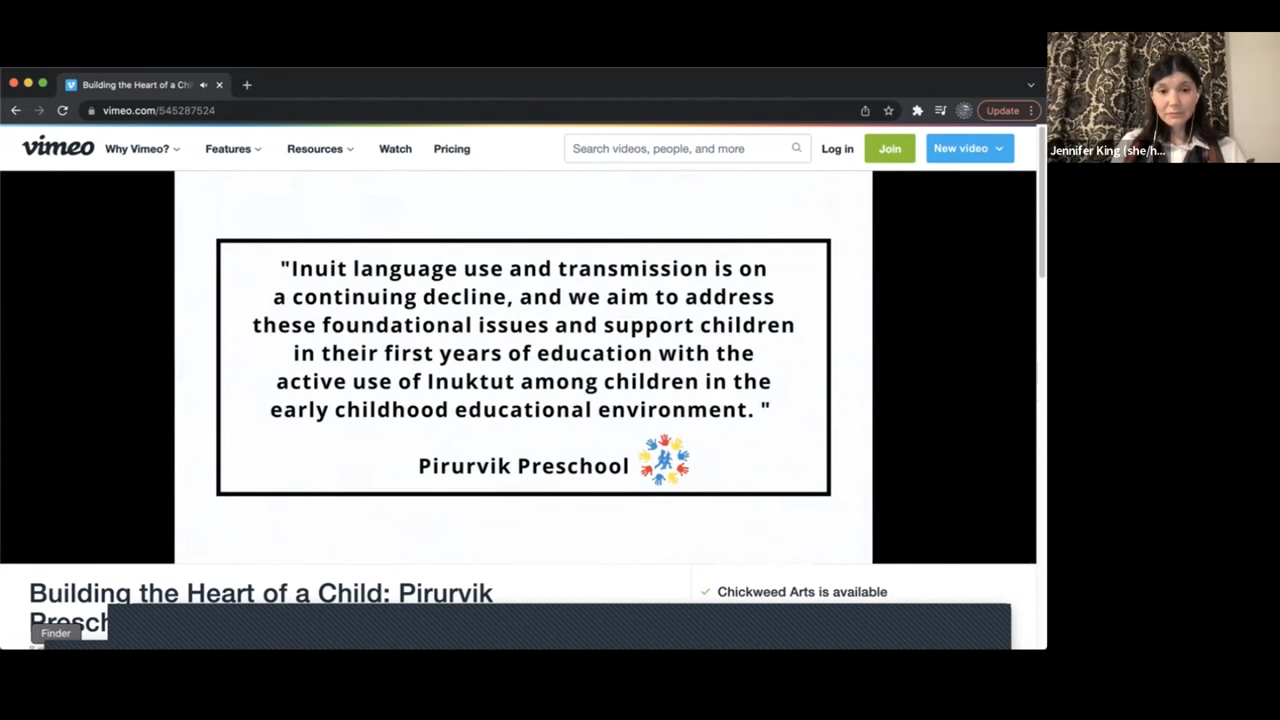 Building the Heart of a Chi
vimeo.com/545287524
Update
vimeo
Why Vimeo?
Features
Resources
Watch
Pricing
Search videos, people, and more
Log in
Join
New video
Jennifer King (she/h...
"Inuit language use and transmission is on
a continuing decline, and we aim to address
these foundational issues and support children
in their first years of education with the
active use of Inuktut among children in the
early childhood educational environment. "
Pirurvik Preschool
Building the Heart of a Child: Pirurvik
Chickweed Arts is available
Finder